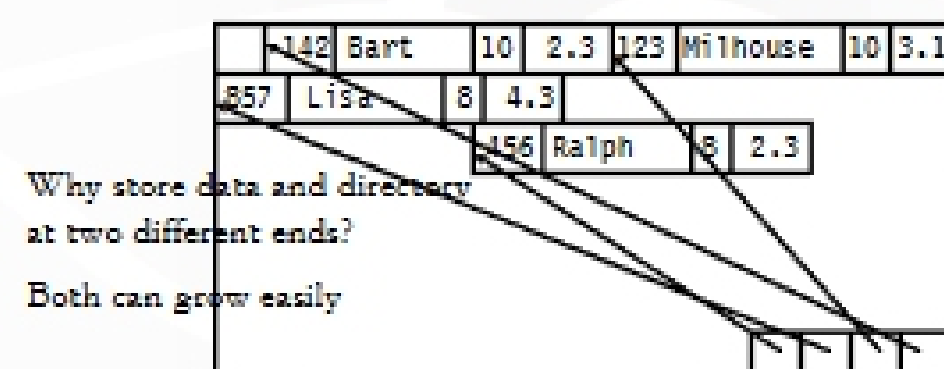 142 Bart 10 2.3 123 Milhouse 10 3.1
857 Lisa 8 4.3
456 Ralph 8 2.3
Why store data and directory
at two different ends?
Both can grow easily